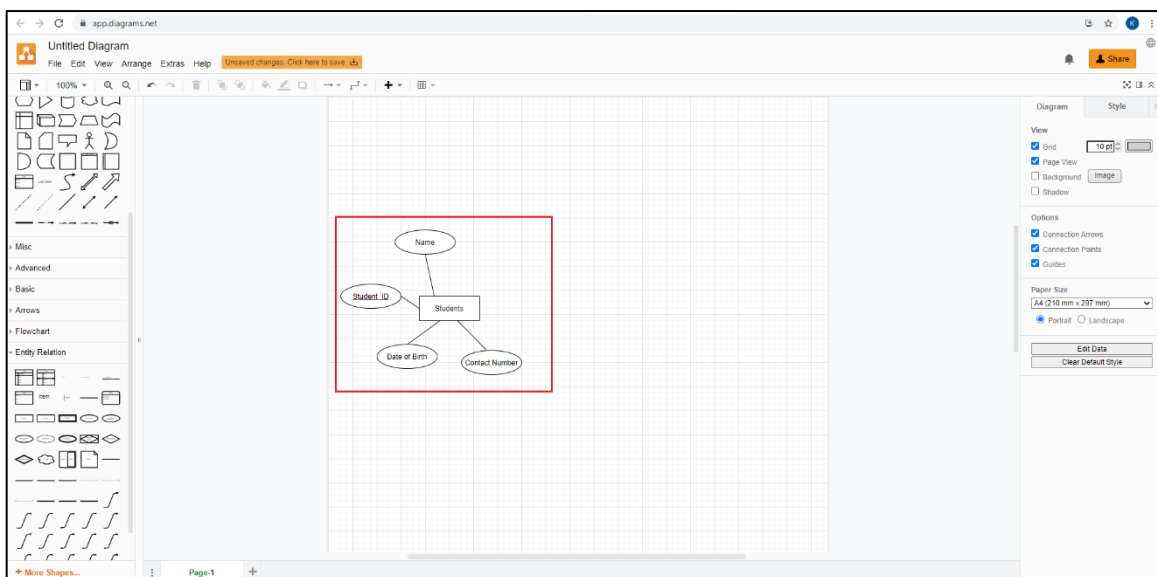 app.diagrams.net
K
Untitled Diagram
File Edit View Arrange Extras Help
Unsaved changes. Click here to save.
Share
100%
Diagram Style
View
Grid 10 pt
Page View
Background Image
Shadow
Options
Connection Arrows
Connection Points
Guides
Paper Size
A4 (210 mm x 297 mm)
Portrait Landscape
Edit Data
Clear Default Style
Misc
Advanced
Basic
Arrows
Flowchart
Entity Relation
Item
+ More Shapes...
Name
Student_ID
Students
Date of Birth
Contact Number
Page-1